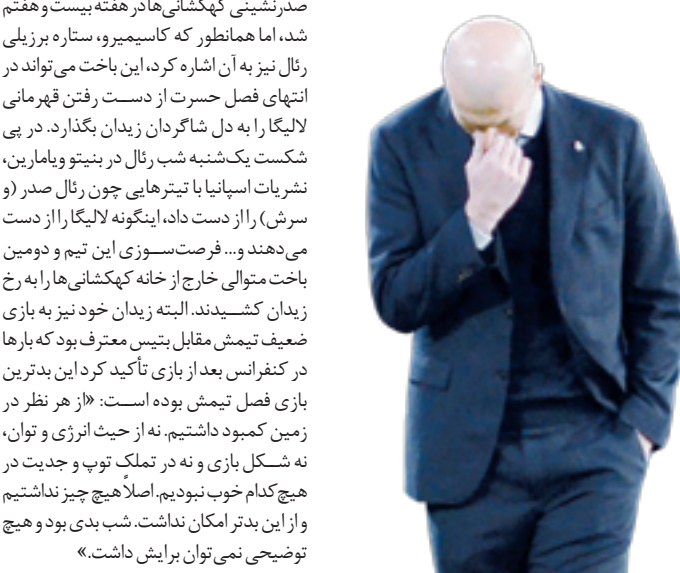 صدرنشینی کهکشانی‌ها در هفته بیست و هفتم
شد، اما همانطور که کاسیمیرو، ستاره برزیلی
رئال نیز به آن اشاره کرد، این باخت می‌تواند در
انتهای فصل حسرت از دست رفتن قهرمانی
لالیگا را به دل شاگردان زیدان بگذارد. در پی
شکست یک‌شنبه شب رئال در بنیتو ویامارین،
نشریات اسپانیا با تیترهایی چون رئال صدر (و
سرش) را از دست داد، اینگونه لالیگا را از دست
می‌دهند و... فرصت‌سوزی این تیم و دومین
باخت متوالی خارج از خانه کهکشانی‌ها را به رخ
زیدان کشیدند. البته زیدان خود نیز به بازی
ضعیف تیمش مقابل بتیس معترف بود که بارها
در کنفرانس بعد از بازی تأکید کرد این بدترین
بازی فصل تیمش بوده است: «از هر نظر در
زمین کمبود داشتیم. نه از حیث انرژی و توان،
نه شکل بازی و نه در تملک توپ و جدیت در
هیچ‌کدام خوب نبودیم. اصلاً هیچ چیز نداشتیم
و از این بدتر امکان نداشت. شب بدی بود و هیچ
توضیحی نمی‌توان برایش داشت.»